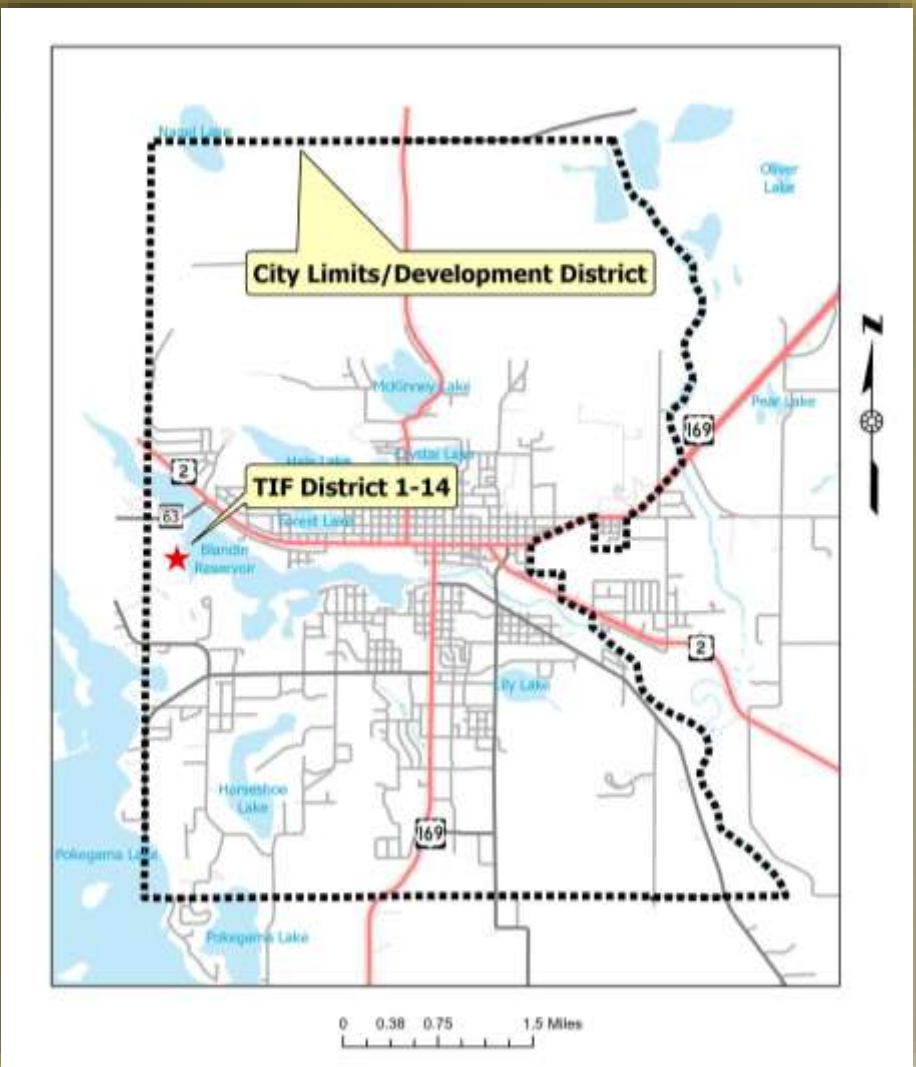 Nagel Lake
Oliver
Lake
City Limits/Development District
McKinney Lake
Pear Lake
169
Hale Lake
Crystal Lake
2
TIF District 1-14
63
Forest Lake
Blandin
Reservoir
2
Lily Lake
Horseshoe
Lake
169
Pokegama Lake
Pokegama Lake
N
0 0.38 0.75 1.5 Miles